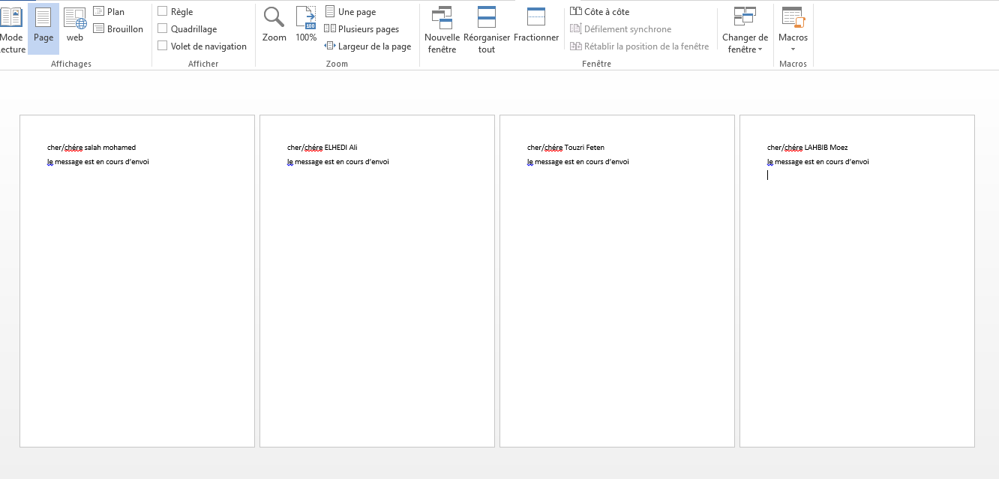 Mode
Lecture
Page
web
Plan
Brouillon
Affichages
Règle
Quadrillage
Volet de navigation
Afficher
Zoom
100
100%
Une page
Plusieurs pages
Largeur de la page
Zoom
Nouvelle
fenêtre
Réorganiser
tout
Fractionner
Côte à côte
Défilement synchrone
Rétablir la position de la fenêtre
Changer de
fenêtre
Fenêtre
Macros
Macros
cher/chére salah mohamed
le message est en cours d'envoi
cher/chére ELHEDI Ali
le message est en cours d'envoi
cher/chére Touzri Feten
le message est en cours d'envoi
cher/chére LAHBIB Moez
le message est en cours d'envoi